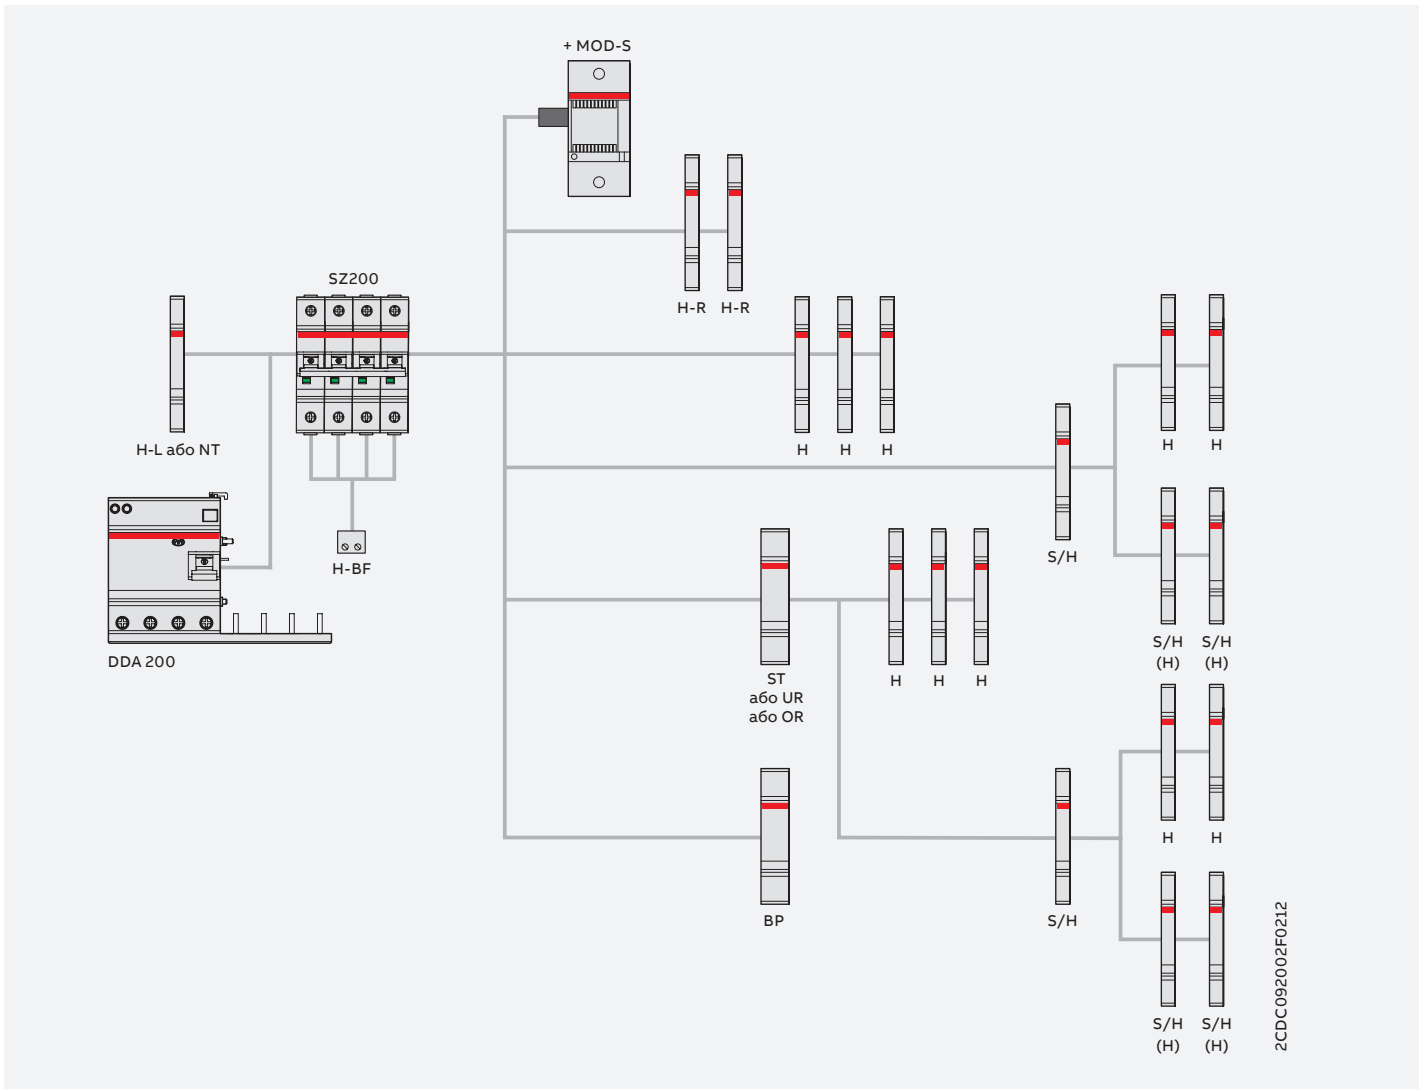 + MOD-S
H-R H-R
SZ200
H-L або NT
H H H
H H
H-BF
S/H
S/H S/H
(H) (H)
DDA 200
ST
або UR
або OR
H H H
H H
BP
S/H
S/H S/H
(H) (H)
2CDC092002F0212